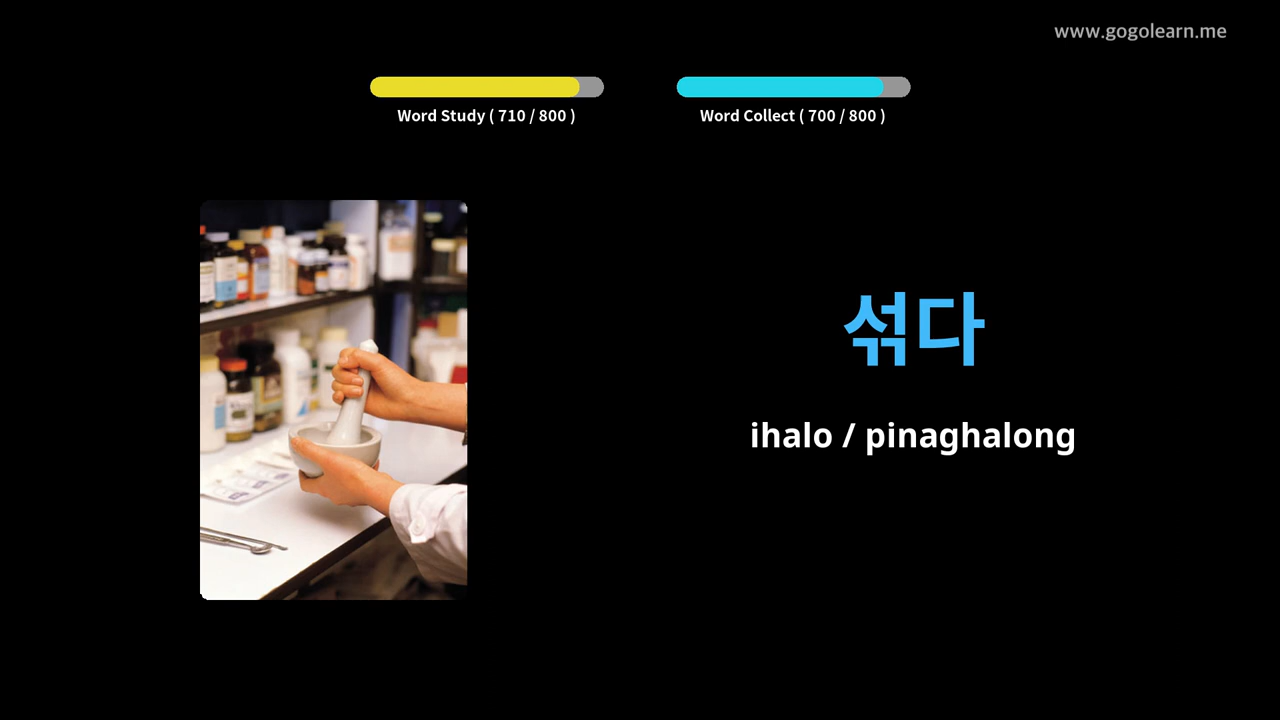 www.gogolearn.me
Word Study ( 710 / 800 )
Word Collect ( 700 / 800 )
섞다
ihalo / pinaghalong